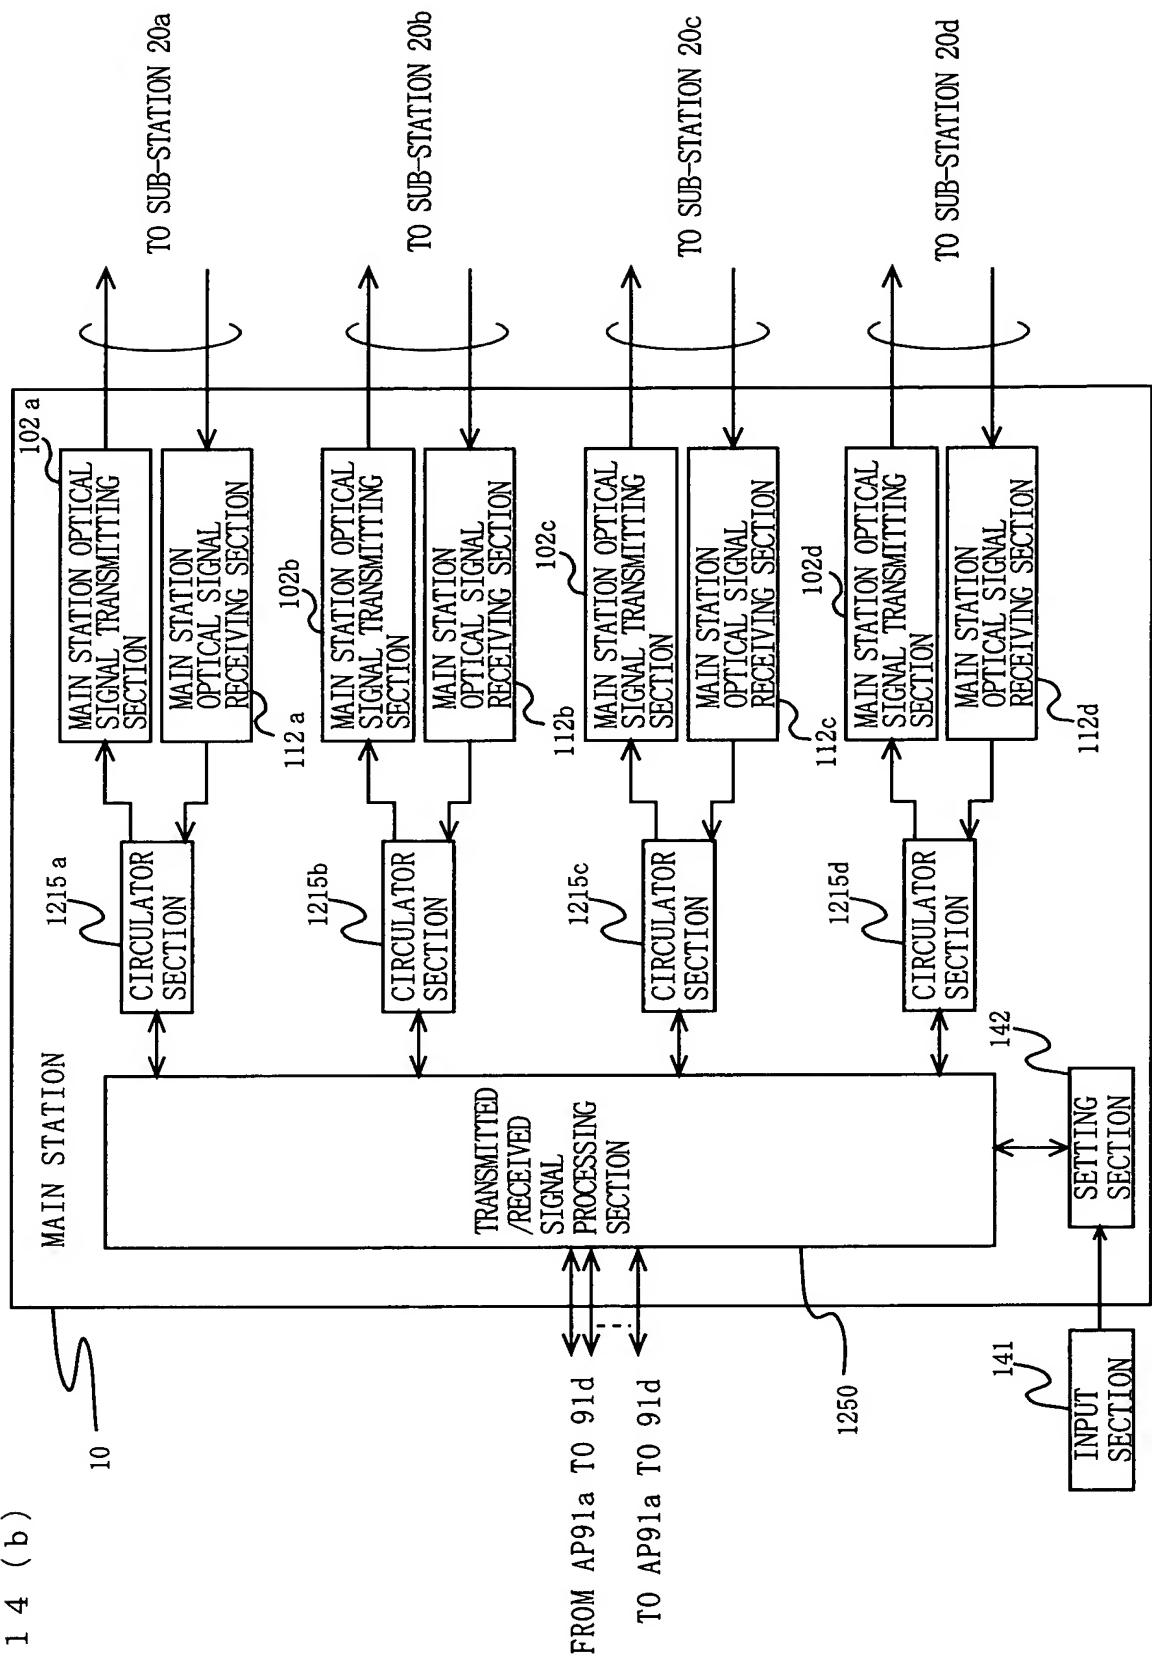 14 (b)
10
MAIN STATION
FROM AP91a TO 91d
TO AP91a TO 91d
1250
141
INPUT
SECTION
142
SETTING
SECTION
TRANSMITTED
/RECEIVED
SIGNAL
PROCESSING
SECTION
1215a
CIRCULATOR
SECTION
1215b
CIRCULATOR
SECTION
1215c
CIRCULATOR
SECTION
1215d
CIRCULATOR
SECTION
102a
MAIN STATION OPTICAL
SIGNAL TRANSMITTING
SECTION
MAIN STATION
OPTICAL SIGNAL
RECEIVING SECTION
112a
TO SUB-STATION 20a
102b
MAIN STATION OPTICAL
SIGNAL TRANSMITTING
SECTION
MAIN STATION
OPTICAL SIGNAL
RECEIVING SECTION
112b
TO SUB-STATION 20b
102c
MAIN STATION OPTICAL
SIGNAL TRANSMITTING
SECTION
MAIN STATION
OPTICAL SIGNAL
RECEIVING SECTION
112c
TO SUB-STATION 20c
102d
MAIN STATION OPTICAL
SIGNAL TRANSMITTING
SECTION
MAIN STATION
OPTICAL SIGNAL
RECEIVING SECTION
112d
TO SUB-STATION 20d